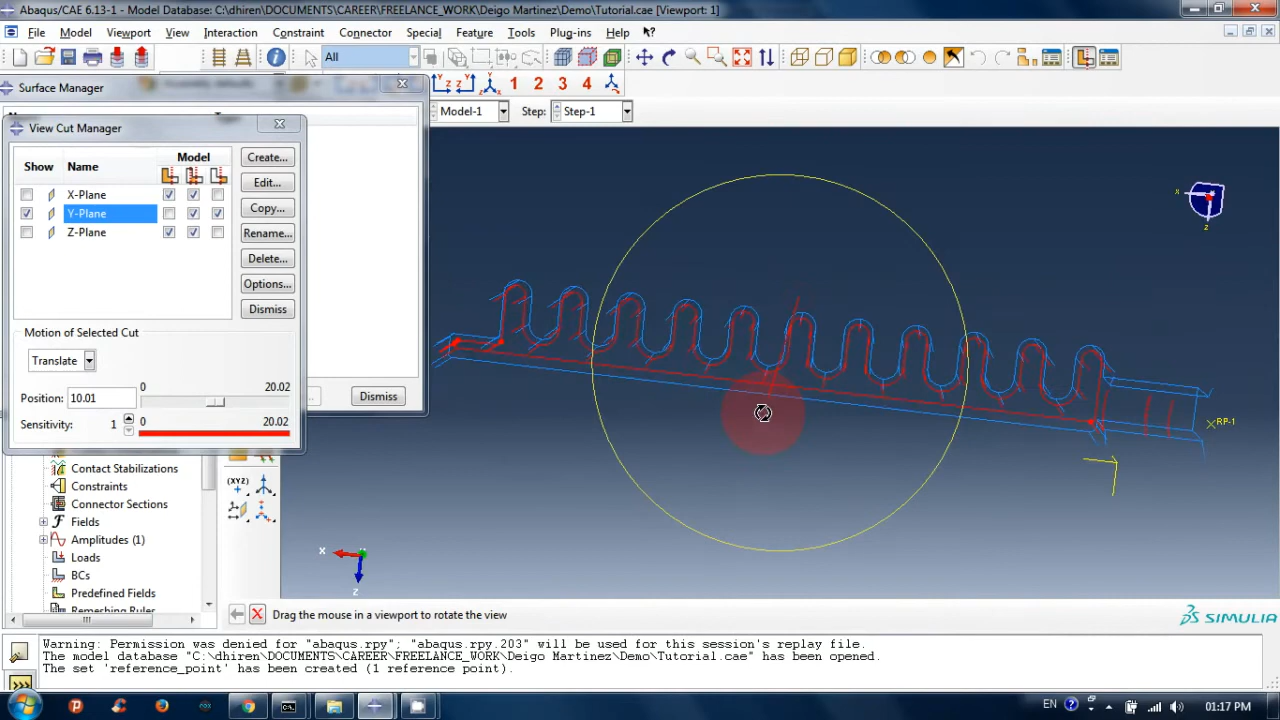 Abaqus/CAE 6.13-1 - Model Database: C:\dhiren\DOCUMENTS\CAREER\FREELANCE_WORK\Deigo Martinez\Demo\Tutorial.cae [Viewport: 1]
File Model Viewport View Interaction Constraint Connector Special Feature Tools Plug-ins Help
All
Surface Manager
1 2 3 4
Model-1 Step: Step-1
View Cut Manager
Show Name Model
Create...
X-Plane
Edit...
Y-Plane
Copy...
Z-Plane
Rename...
Delete...
Options...
Dismiss
Motion of Selected Cut
Translate
Position: 10.01 0 20.02
Sensitivity: 1 0 20.02
Dismiss
X
Z
RP-1
Contact Stabilizations
Constraints
Connector Sections
Fields
Amplitudes (1)
Loads
BCs
Predefined Fields
Remeshing Ruler
(XYZ)
X
Z
Drag the mouse in a viewport to rotate the view
SIMULIA
Warning: Permission was denied for "abaqus.rpy"; "abaqus.rpy.203" will be used for this session's replay file.
The model database "C:\dhiren\DOCUMENTS\CAREER\FREELANCE_WORK\Deigo Martinez\Demo\Tutorial.cae" has been opened.
The set 'reference_point' has been created (1 reference point).
>>>
EN 01:17 PM